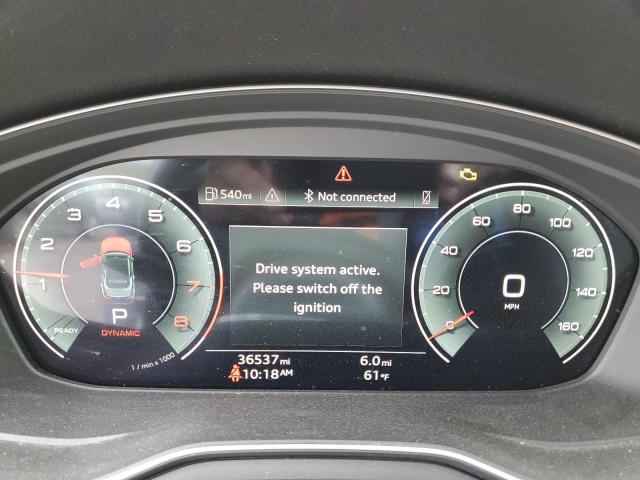 540mi
Not connected
1 2 3 4 5 6 7 8
READY
P
DYNAMIC
1 / min x 1000
Drive system active.
Please switch off the
ignition
0 20 40 60 80 100 120 140 160
0
MPH
36537mi
6.0mi
10:18AM
61°F